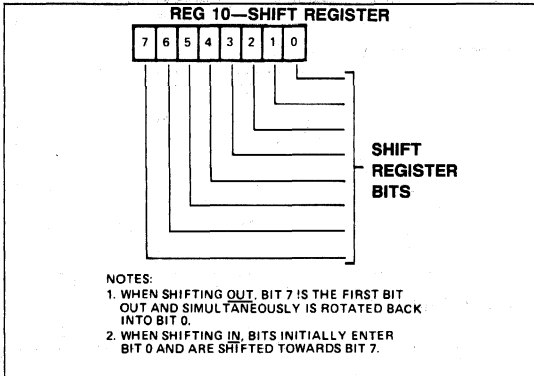 REG 10—SHIFT REGISTER
7 6 5 4 3 2 1 0
SHIFT
REGISTER
BITS
NOTES:
1. WHEN SHIFTING OUT, BIT 7 IS THE FIRST BIT
OUT AND SIMULTANEOUSLY IS ROTATED BACK
INTO BIT 0.
2. WHEN SHIFTING IN, BITS INITIALLY ENTER
BIT 0 AND ARE SHIFTED TOWARDS BIT 7.